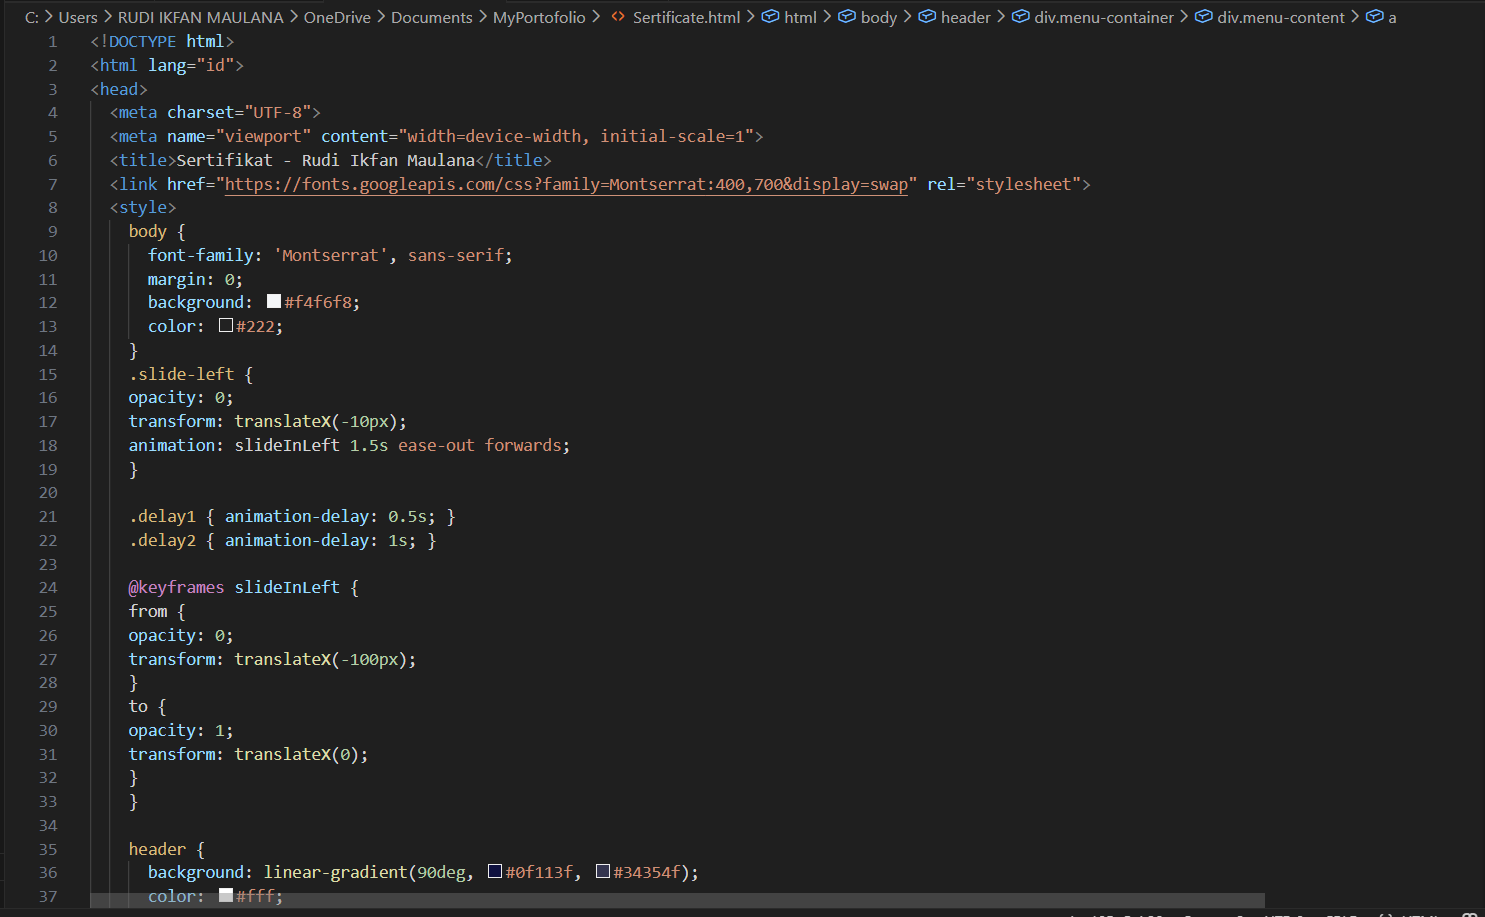 C: > Users > RUDI IKFAN MAULANA > OneDrive > Documents > MyPortofolio > <> Sertificate.html > html > body > header > div.menu-container > div.menu-content > a
1 <!DOCTYPE html>
2 <html lang="id">
3 <head>
4 <meta charset="UTF-8">
5 <meta name="viewport" content="width=device-width, initial-scale=1">
6 <title>Sertifikat - Rudi Ikfan Maulana</title>
7 <link href="https://fonts.googleapis.com/css?family=Montserrat:400,700&display=swap" rel="stylesheet">
8 <style>
9 body {
10 font-family: 'Montserrat', sans-serif;
11 margin: 0;
12 background: #f4f6f8;
13 color: #222;
14 }
15 .slide-left {
16 opacity: 0;
17 transform: translateX(-10px);
18 animation: slideInLeft 1.5s ease-out forwards;
19 }
20
21 .delay1 { animation-delay: 0.5s; }
22 .delay2 { animation-delay: 1s; }
23
24 @keyframes slideInLeft {
25 from {
26 opacity: 0;
27 transform: translateX(-100px);
28 }
29 to {
30 opacity: 1;
31 transform: translateX(0);
32 }
33 }
34
35 header {
36 background: linear-gradient(90deg, #0f113f, #34354f);
37 color: #fff;